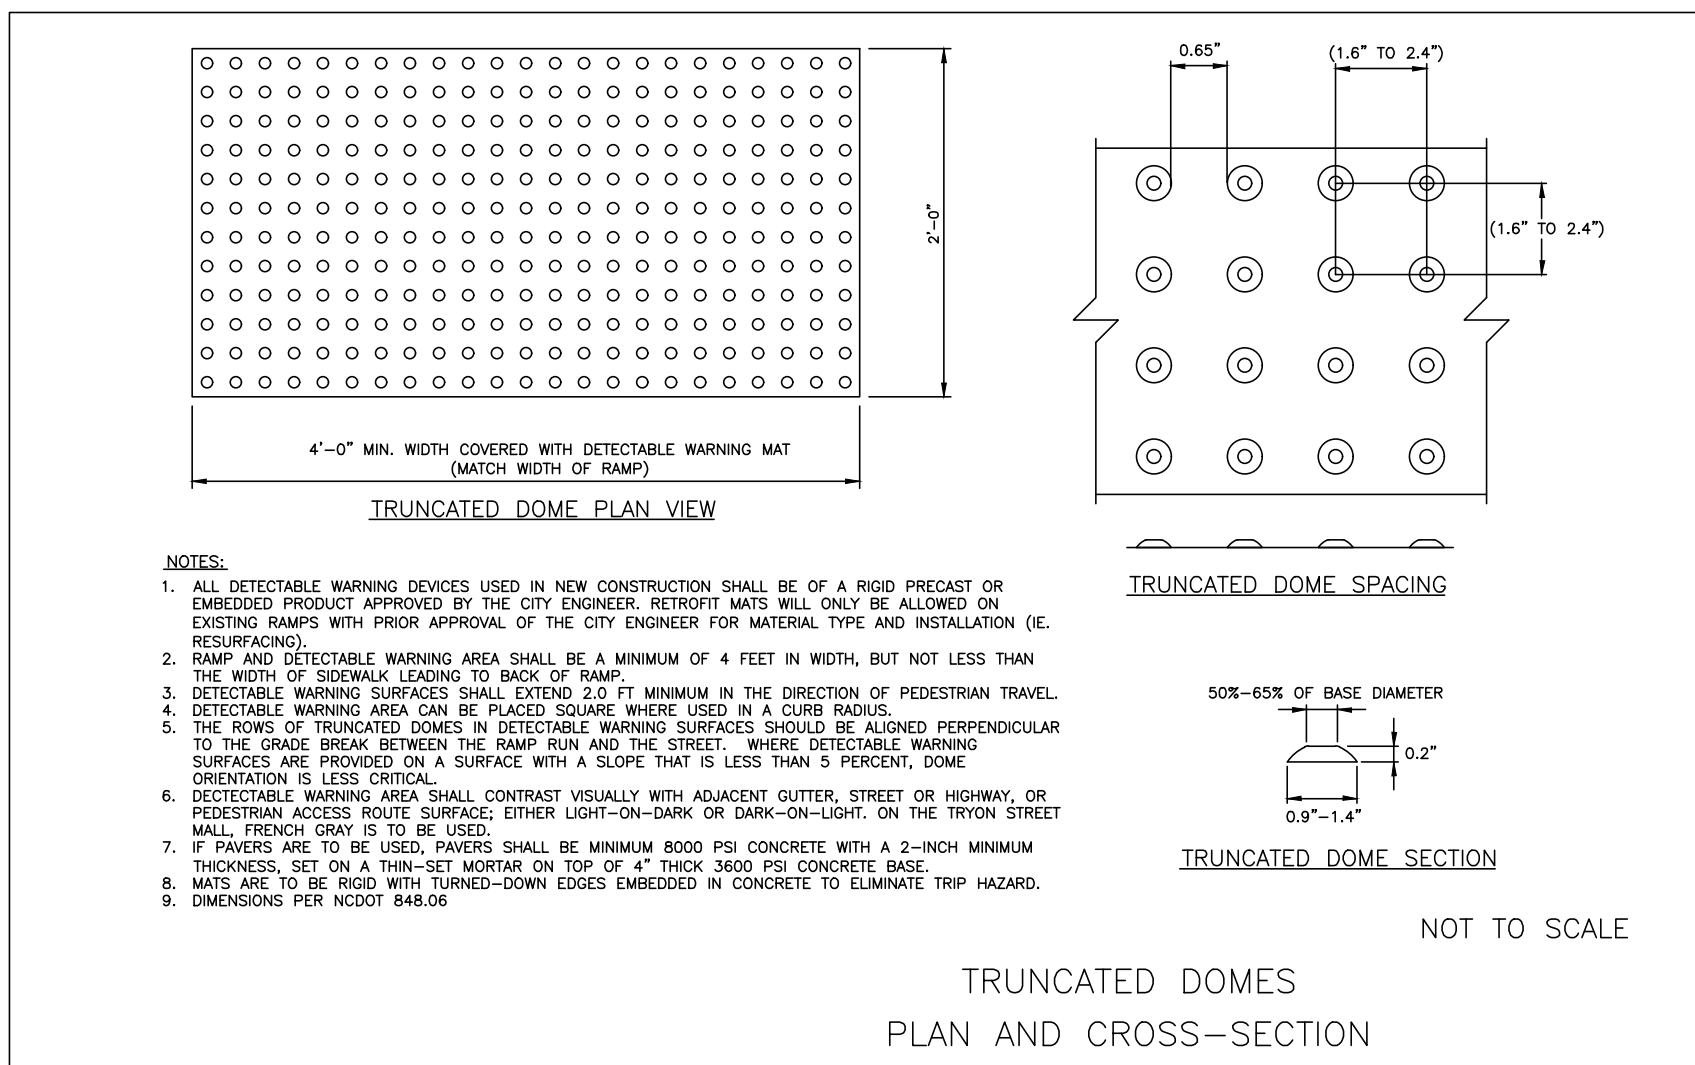 2'-0"
4'-0" MIN. WIDTH COVERED WITH DETECTABLE WARNING MAT
(MATCH WIDTH OF RAMP)
TRUNCATED DOME PLAN VIEW
0.65"
(1.6" TO 2.4")
(1.6" TO 2.4")
TRUNCATED DOME SPACING
NOTES:
1. ALL DETECTABLE WARNING DEVICES USED IN NEW CONSTRUCTION SHALL BE OF A RIGID PRECAST OR
EMBEDDED PRODUCT APPROVED BY THE CITY ENGINEER. RETROFIT MATS WILL ONLY BE ALLOWED ON
EXISTING RAMPS WITH PRIOR APPROVAL OF THE CITY ENGINEER FOR MATERIAL TYPE AND INSTALLATION (IE.
RESURFACING).
2. RAMP AND DETECTABLE WARNING AREA SHALL BE A MINIMUM OF 4 FEET IN WIDTH, BUT NOT LESS THAN
THE WIDTH OF SIDEWALK LEADING TO BACK OF RAMP.
3. DETECTABLE WARNING SURFACES SHALL EXTEND 2.0 FT MINIMUM IN THE DIRECTION OF PEDESTRIAN TRAVEL.
4. DETECTABLE WARNING AREA CAN BE PLACED SQUARE WHERE USED IN A CURB RADIUS.
5. THE ROWS OF TRUNCATED DOMES IN DETECTABLE WARNING SURFACES SHOULD BE ALIGNED PERPENDICULAR
TO THE GRADE BREAK BETWEEN THE RAMP RUN AND THE STREET. WHERE DETECTABLE WARNING
SURFACES ARE PROVIDED ON A SURFACE WITH A SLOPE THAT IS LESS THAN 5 PERCENT, DOME
ORIENTATION IS LESS CRITICAL.
6. DECTECTABLE WARNING AREA SHALL CONTRAST VISUALLY WITH ADJACENT GUTTER, STREET OR HIGHWAY, OR
PEDESTRIAN ACCESS ROUTE SURFACE; EITHER LIGHT-ON-DARK OR DARK-ON-LIGHT. ON THE TRYON STREET
MALL, FRENCH GRAY IS TO BE USED.
7. IF PAVERS ARE TO BE USED, PAVERS SHALL BE MINIMUM 8000 PSI CONCRETE WITH A 2-INCH MINIMUM
THICKNESS, SET ON A THIN-SET MORTAR ON TOP OF 4" THICK 3600 PSI CONCRETE BASE.
8. MATS ARE TO BE RIGID WITH TURNED-DOWN EDGES EMBEDDED IN CONCRETE TO ELIMINATE TRIP HAZARD.
9. DIMENSIONS PER NCDOT 848.06
50%-65% OF BASE DIAMETER
0.2"
0.9"-1.4"
TRUNCATED DOME SECTION
NOT TO SCALE
TRUNCATED DOMES
PLAN AND CROSS-SECTION